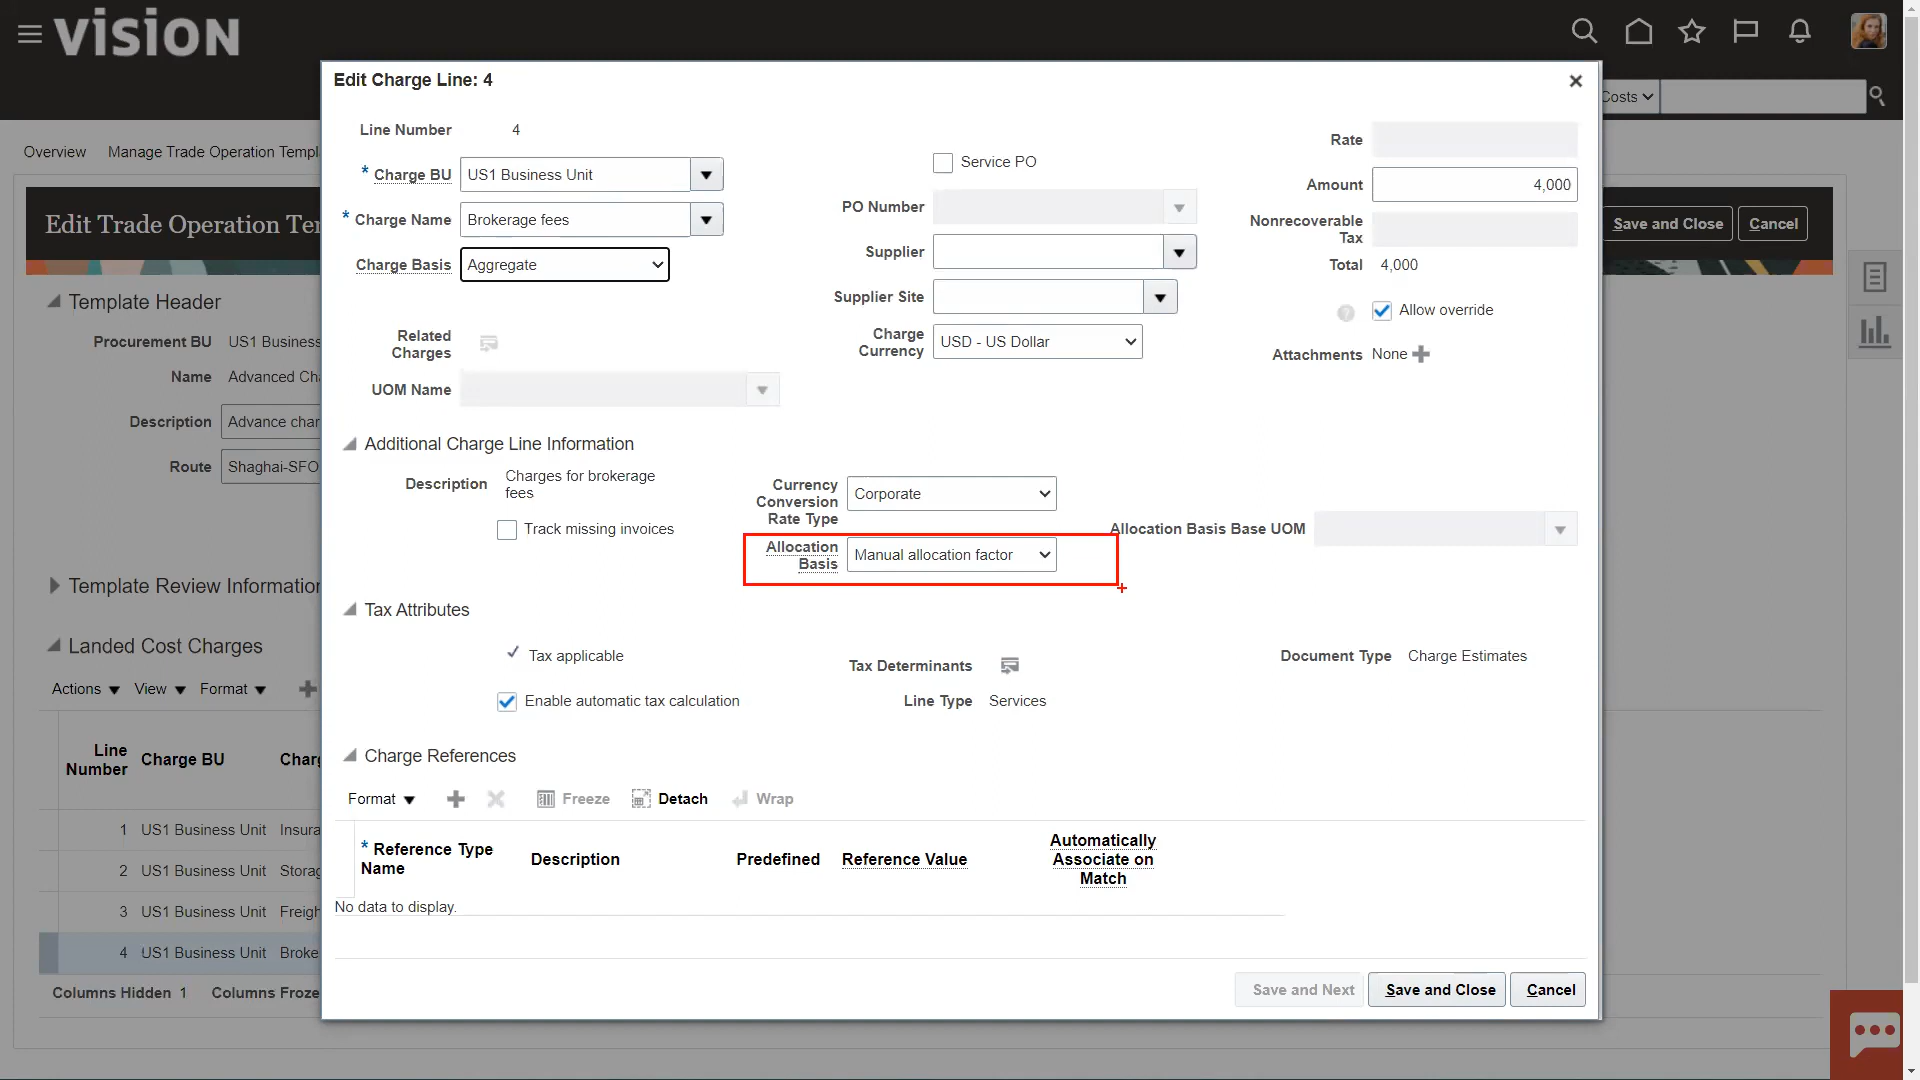 vision
Costs
Overview
Manage Trade Operation Templ
Edit Trade Operation Ter
Save and Close
Cancel
Template Header
Procurement BU US1 Business
Name Advanced Cha
Description Advance char
Route Shaghai-SFO
Template Review Information
Landed Cost Charges
Actions View Format
Line Number Charge BU Charg
1 US1 Business Unit Insura
2 US1 Business Unit Storag
3 US1 Business Unit Freigh
4 US1 Business Unit Broke
Columns Hidden 1 Columns Froze
Edit Charge Line: 4
Line Number 4
* Charge BU US1 Business Unit
* Charge Name Brokerage fees
Charge Basis Aggregate
Related
Charges
UOM Name
Service PO
PO Number
Supplier
Supplier Site
Charge
Currency USD - US Dollar
Rate
Amount 4,000
Nonrecoverable
Tax
Total 4,000
Allow override
Attachments None
Additional Charge Line Information
Description Charges for brokerage
fees
Track missing invoices
Currency
Conversion
Rate Type
Corporate
Allocation
Basis
Manual allocation factor
Allocation Basis Base UOM
Tax Attributes
Tax applicable
Enable automatic tax calculation
Tax Determinants
Line Type Services
Document Type Charge Estimates
Charge References
Format Freeze Detach Wrap
* Reference Type
Name
Description
Predefined
Reference Value
Automatically
Associate on
Match
No data to display.
Save and Next Save and Close Cancel